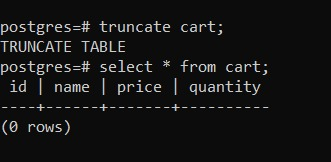 postgres=# truncate cart;
TRUNCATE TABLE
postgres=# select * from cart;
 id | name | price | quantity
----+------+-------+----------
(0 rows)